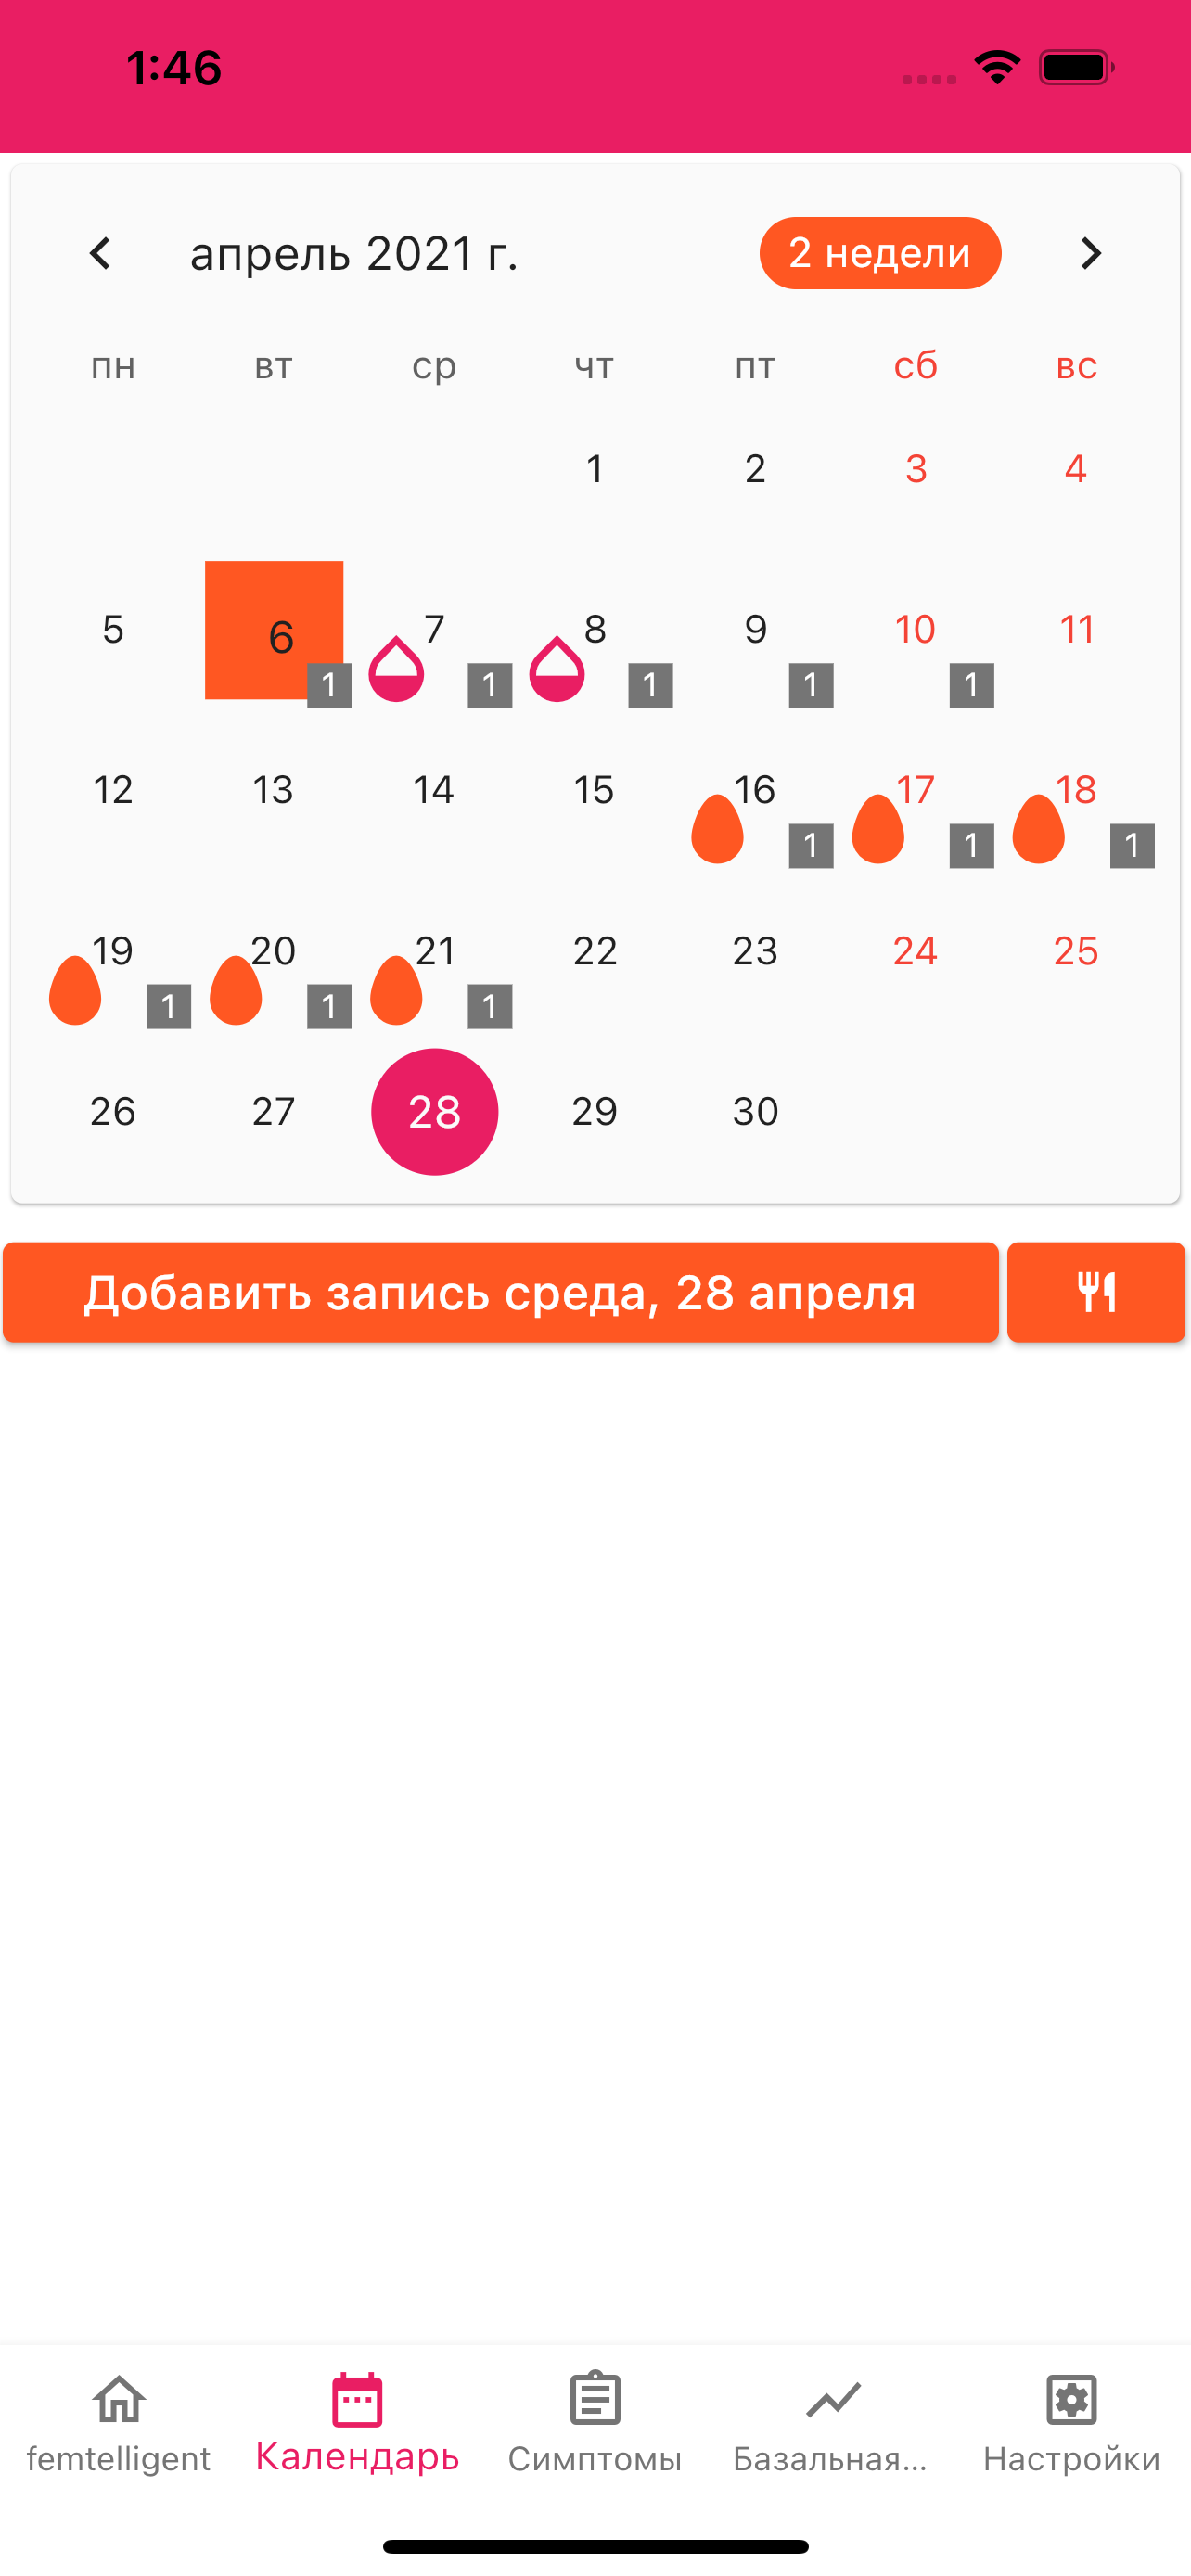 1:46
апрель 2021 г. 2 недели
пн вт ср чт пт сб вс
1 2 3 4
5 6 7 8 9 10 11
1 1 1 1 1
12 13 14 15 16 17 18
1 1 1
19 20 21 22 23 24 25
1 1 1
26 27 28 29 30
Добавить запись среда, 28 апреля
femtelligent Календарь Симптомы Базальная... Настройки